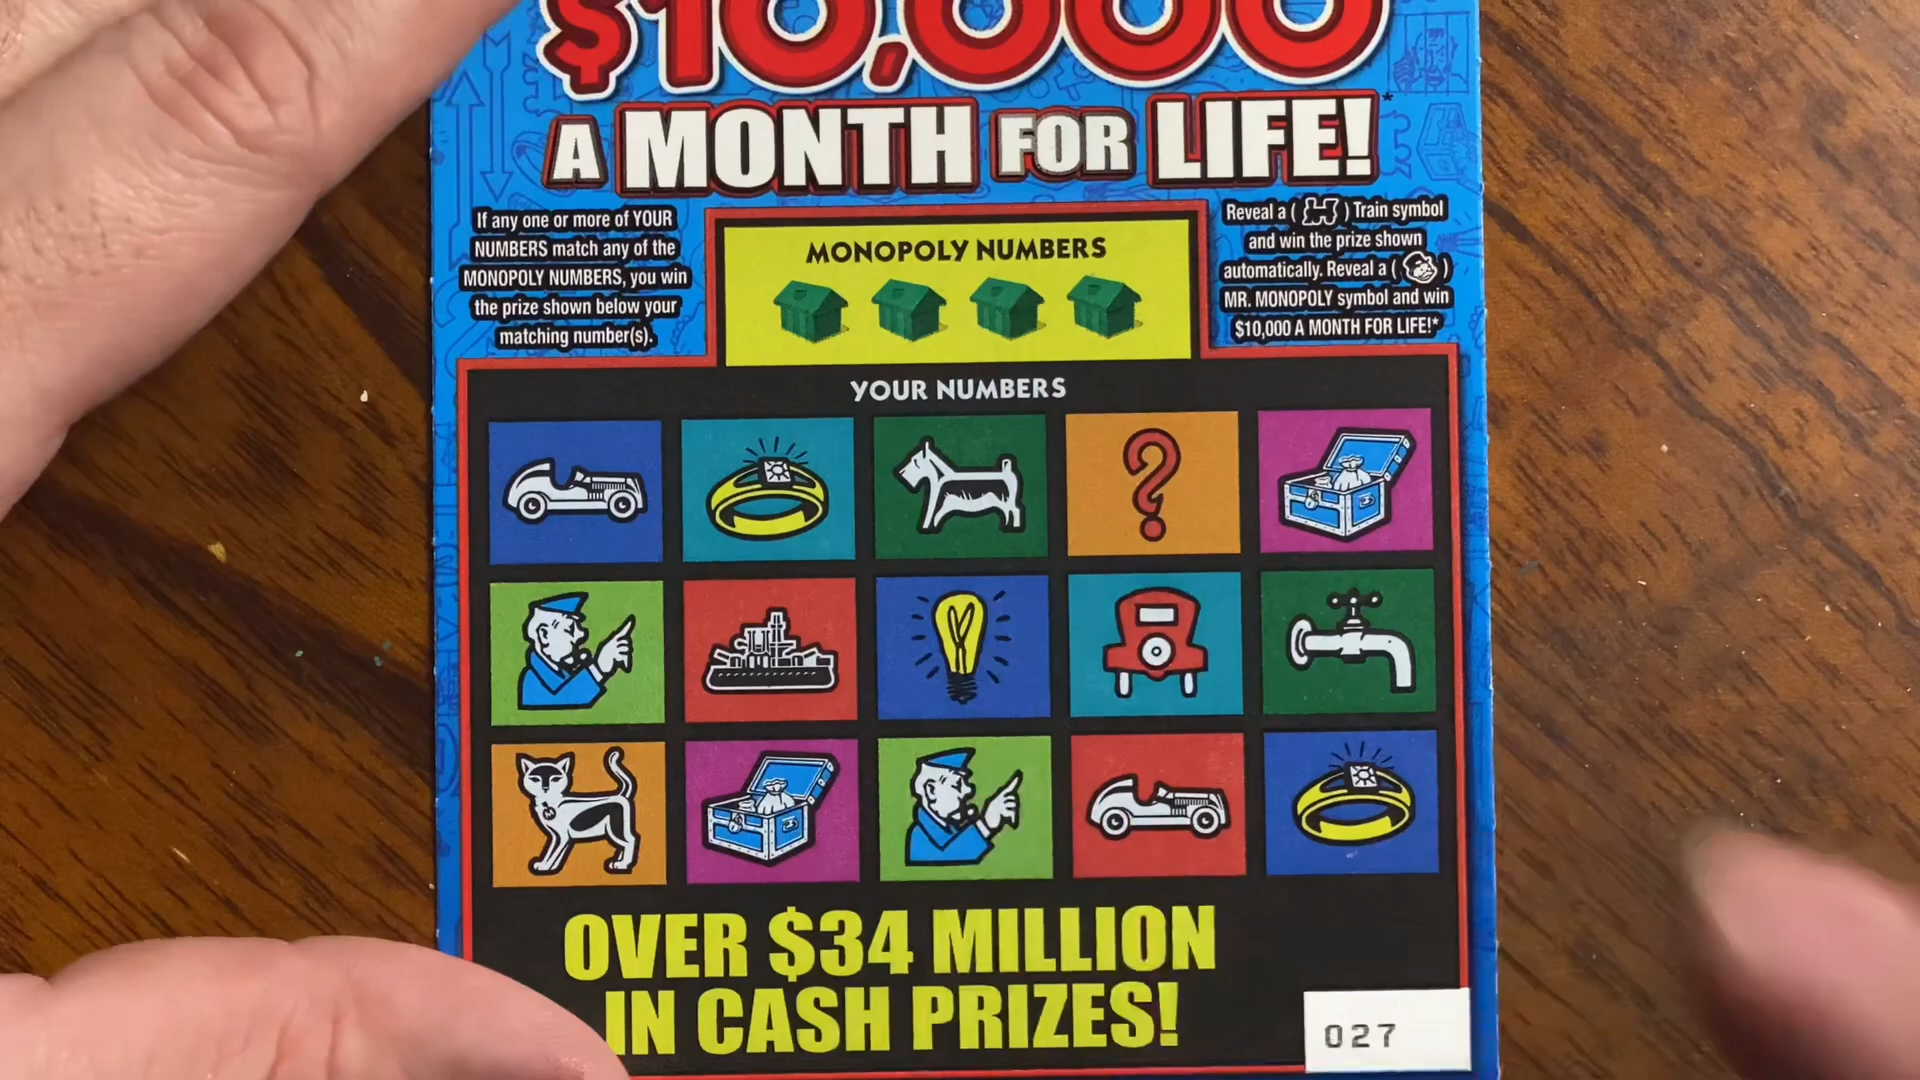 $10,000
A MONTH FOR LIFE!*
If any one or more of YOUR
NUMBERS match any of the
MONOPOLY NUMBERS, you win
the prize shown below your
matching number(s).
MONOPOLY NUMBERS
Reveal a ( ) Train symbol
and win the prize shown
automatically. Reveal a ( )
MR. MONOPOLY symbol and win
$10,000 A MONTH FOR LIFE!*
YOUR NUMBERS
?
OVER $34 MILLION
IN CASH PRIZES!
027